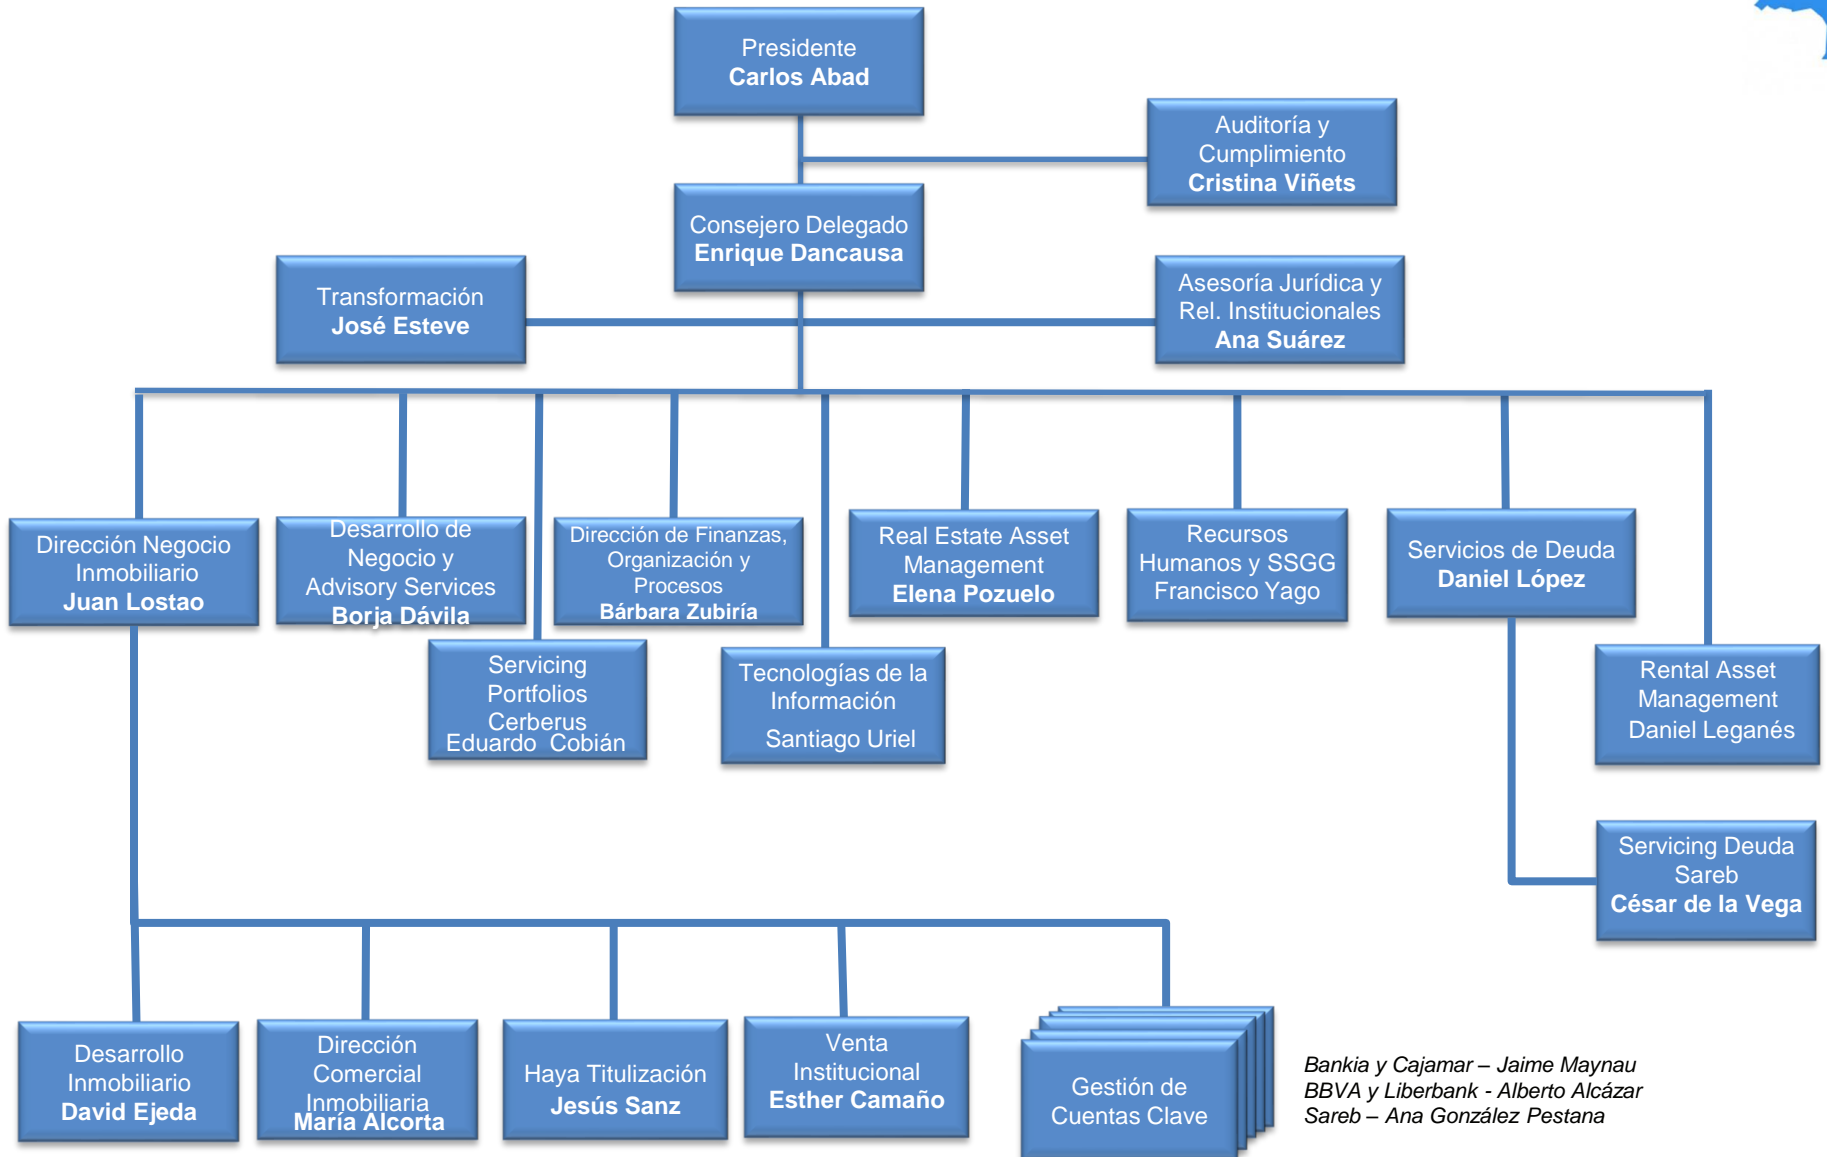 Presidente
Carlos Abad
Auditoría y
Cumplimiento
Cristina Viñets
Consejero Delegado
Enrique Dancausa
Transformación
José Esteve
Asesoría Jurídica y
Rel. Institucionales
Ana Suárez
Dirección Negocio
Inmobiliario
Juan Lostao
Desarrollo de
Negocio y
Advisory Services
Borja Dávila
Servicing
Portfolios
Cerberus
Eduardo  Cobián
Dirección de Finanzas,
Organización y
Procesos
Bárbara Zubiría
Tecnologías de la
Información
Santiago Uriel
Real Estate Asset
Management
Elena Pozuelo
Recursos
Humanos y SSGG
Francisco Yago
Servicios de Deuda
Daniel López
Rental Asset
Management
Daniel Leganés
Servicing Deuda
Sareb
César de la Vega
Desarrollo
Inmobiliario
David Ejeda
Dirección
Comercial
Inmobiliaria
María Alcorta
Haya Titulización
Jesús Sanz
Venta
Institucional
Esther Camaño
Gestión de
Cuentas Clave
Bankia y Cajamar – Jaime Maynau
BBVA y Liberbank - Alberto Alcázar
Sareb – Ana González Pestana